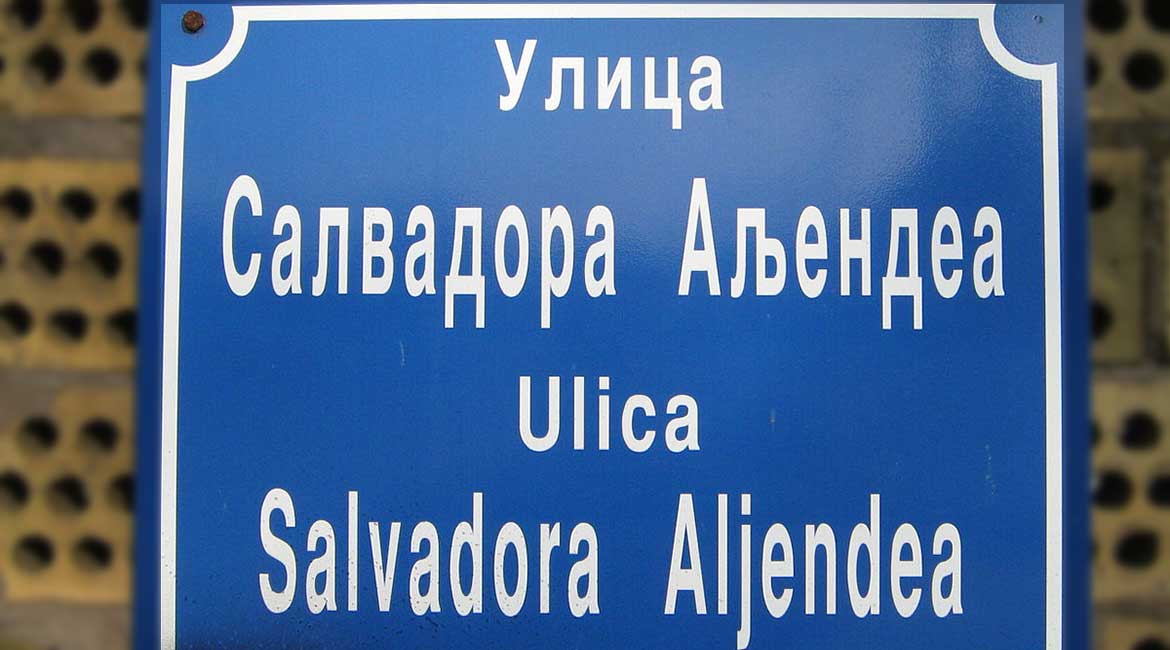 Улица
Салвадора Аљендеа
Ulica
Salvadora Aljendea